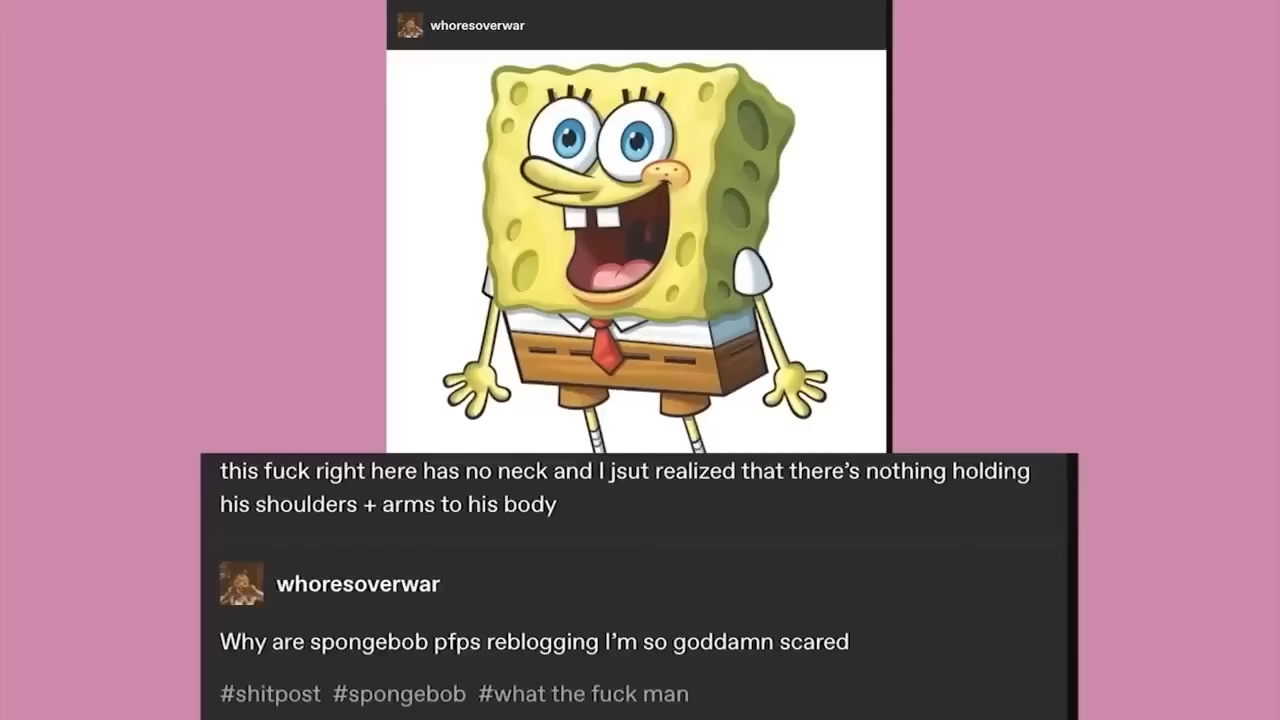 whoresoverwar
this fuck right here has no neck and I jsut realized that there's nothing holding
his shoulders + arms to his body
whoresoverwar
Why are spongebob pfps reblogging I'm so goddamn scared
#shitpost #spongebob #what the fuck man